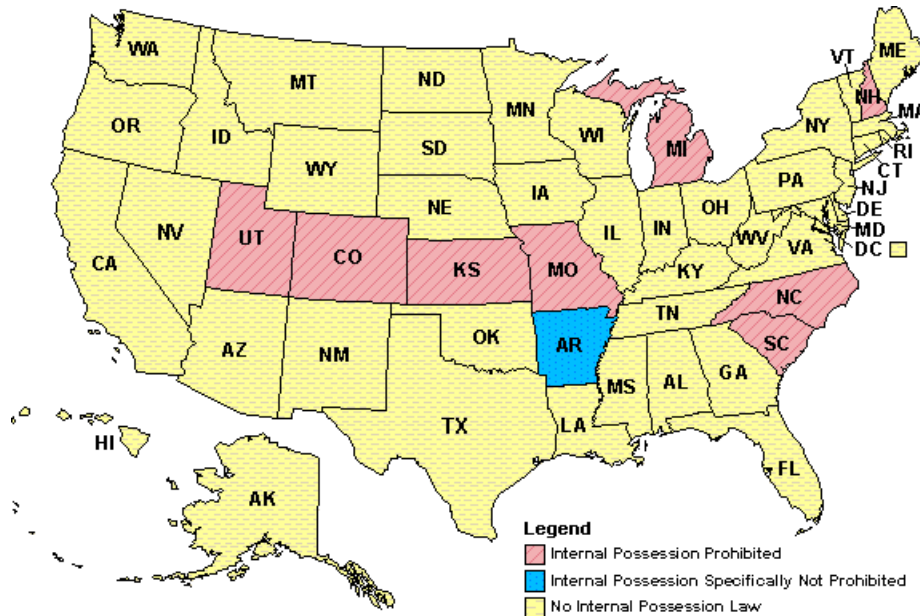 WA
MT
ND
MN
VT
ME
NH
MA
OR
ID
SD
WI
MI
NY
RI
CT
WY
IA
PA
NJ
NE
OH
DE
NV
UT
IL
IN
WV
MD
CA
CO
KS
MO
KY
VA
DC
NC
TN
AZ
NM
OK
AR
SC
MS
AL
GA
TX
LA
HI
FL
AK
Legend
Internal Possession Prohibited
Internal Possession Specifically Not Prohibited
No Internal Possession Law